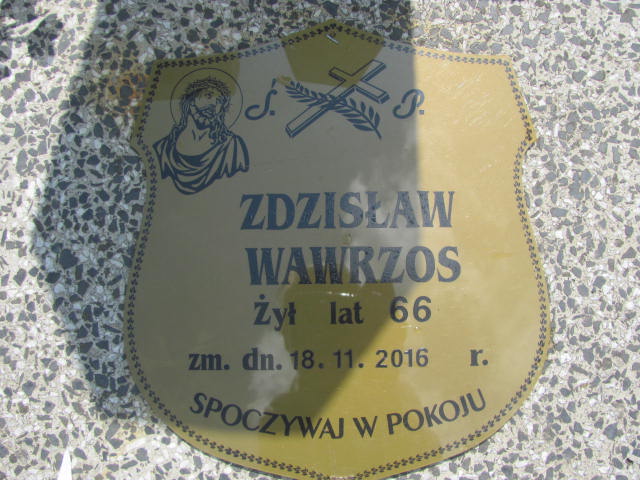 Ś. P.
ZDZISŁAW
WAWRZOS
Żył lat 66
zm. dn. 18. 11. 2016 r.
SPOCZYWAJ W POKOJU